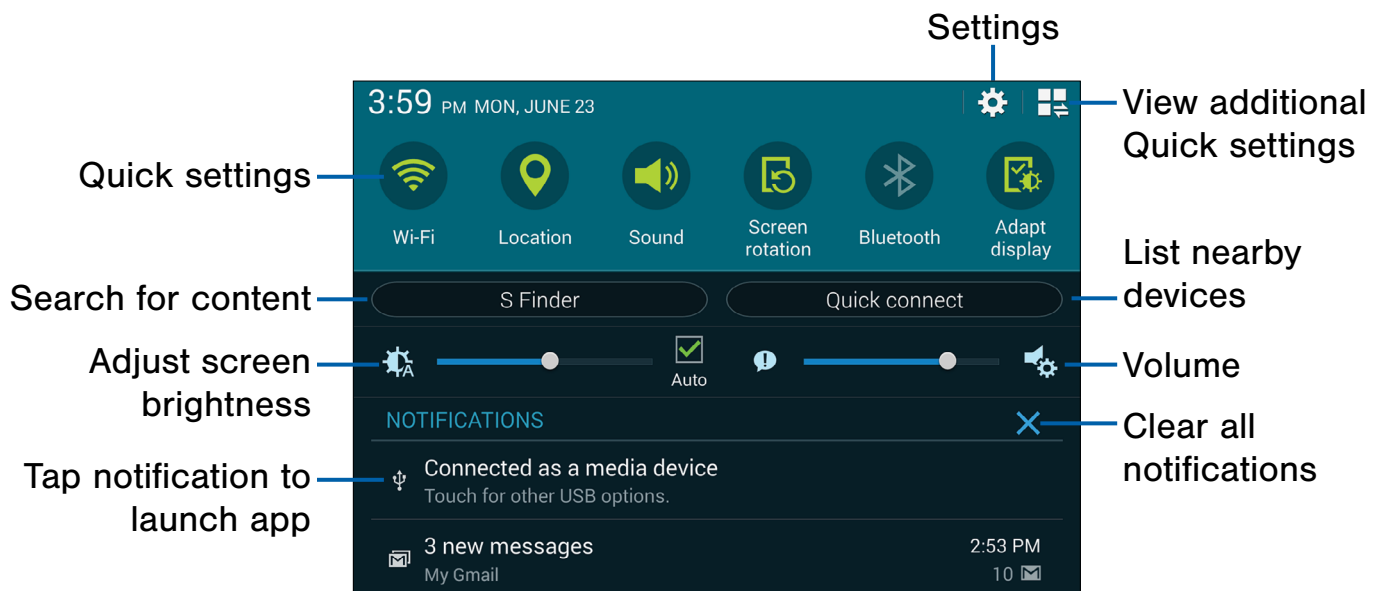 Settings
3:59 PM MON, JUNE 23
View additional
Quick settings
Quick settings
Wi-Fi
Location
Sound
Screen
rotation
Bluetooth
Adapt
display
List nearby
devices
Search for content
S Finder
Quick connect
Adjust screen
brightness
A
Auto
Volume
NOTIFICATIONS
Clear all
notifications
Tap notification to
launch app
Connected as a media device
Touch for other USB options.
3 new messages
2:53 PM
My Gmail
10